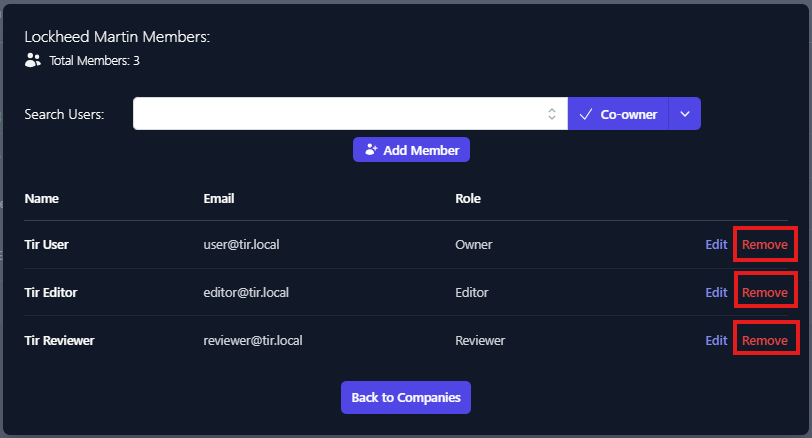 Lockheed Martin Members:
Total Members: 3
Search Users: Co-owner
Add Member
Name Email Role
Tir User user@tir.local Owner Edit Remove
Tir Editor editor@tir.local Editor Edit Remove
Tir Reviewer reviewer@tir.local Reviewer Edit Remove
Back to Companies